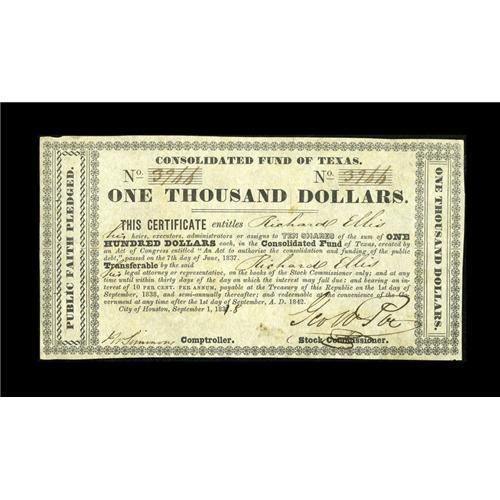 CONSOLIDATED FUND OF TEXAS.
No. 3966 No. 3966
ONE THOUSAND DOLLARS.
THIS CERTIFICATE entitles Richard Ellis
his heirs, executors, administrators or assigns to TEN SHARES of the sum of ONE
HUNDRED DOLLARS each, in the Consolidated Fund of Texas, created by
an Act of Congress entitled "An Act to authorise the consolidation and funding of the public
debt," passed on the 7th day of June, 1837.
Transferable by the said Richard Ellis
his legal attorney or representative, on the books of the Stock Commissioner only; and at any
time until within thirty days of the day on which the interest may fall due: and bearing an in-
terest of 10 PER CENT. PER ANNUM, payable at the Treasury of the Republic on the 1st day of
September, 1838, and semi-annually thereafter; and redeemable at the convenience of the Go-
vernment at any time after the 1st day of September, A. D. 1842.
City of Houston, September 1, 1838
Geo W Poe
Comptroller. Stock Commissioner.
PUBLIC FAITH PLEDGED.
ONE THOUSAND DOLLARS.